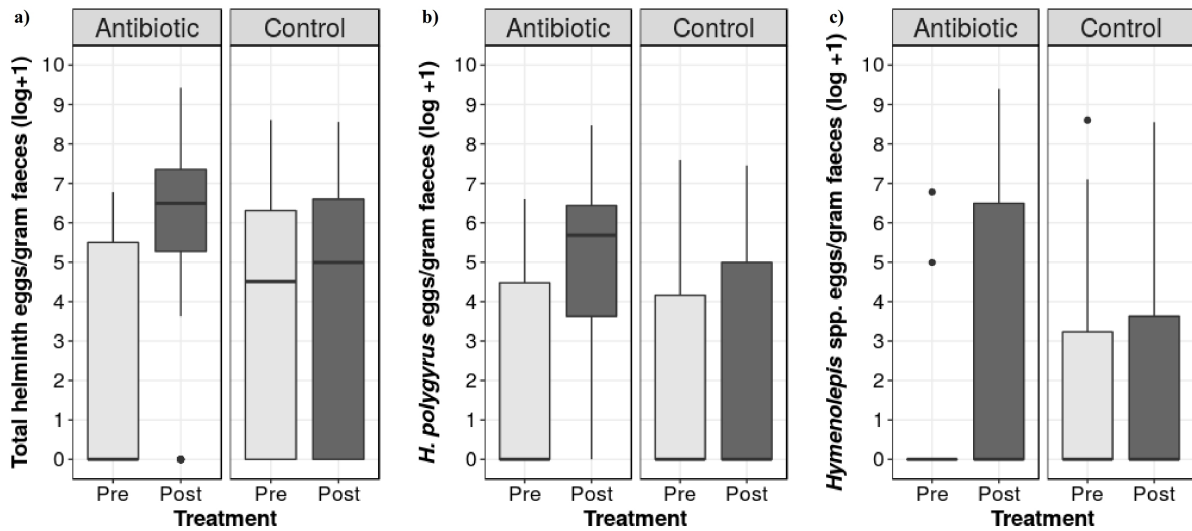 a)
Antibiotic Control
Total helminth eggs/gram faeces (log+1)
10
9
8
7
6
5
4
3
2
1
0
Pre Post Pre Post
Treatment
b)
Antibiotic Control
H. polygyrus eggs/gram faeces (log +1)
10
9
8
7
6
5
4
3
2
1
0
Pre Post Pre Post
Treatment
c)
Antibiotic Control
Hymenolepis spp. eggs/gram faeces (log +1)
10
9
8
7
6
5
4
3
2
1
0
Pre Post Pre Post
Treatment